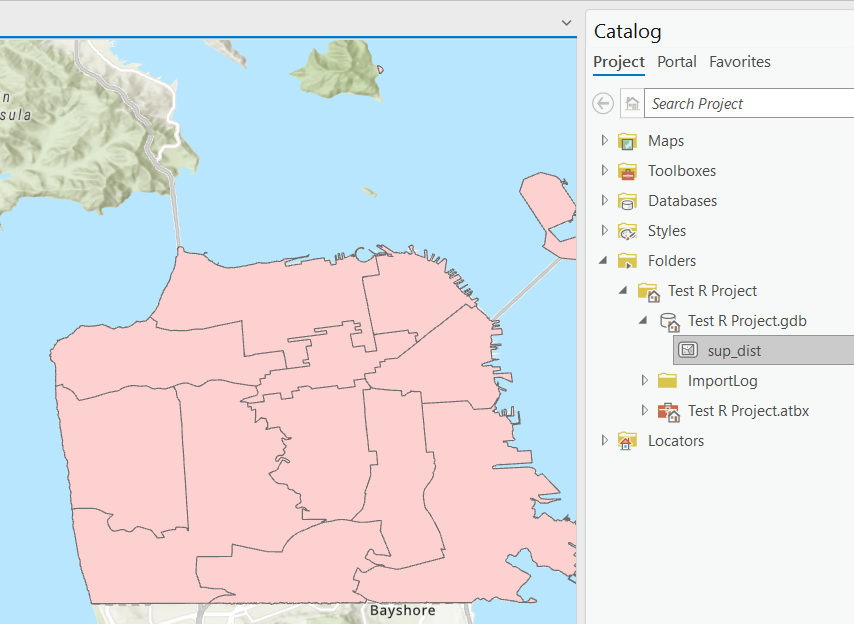 n
sula
Bayshore
Catalog
Project Portal Favorites
Search Project
Maps
Toolboxes
Databases
Styles
Folders
Test R Project
Test R Project.gdb
sup_dist
ImportLog
Test R Project.atbx
Locators